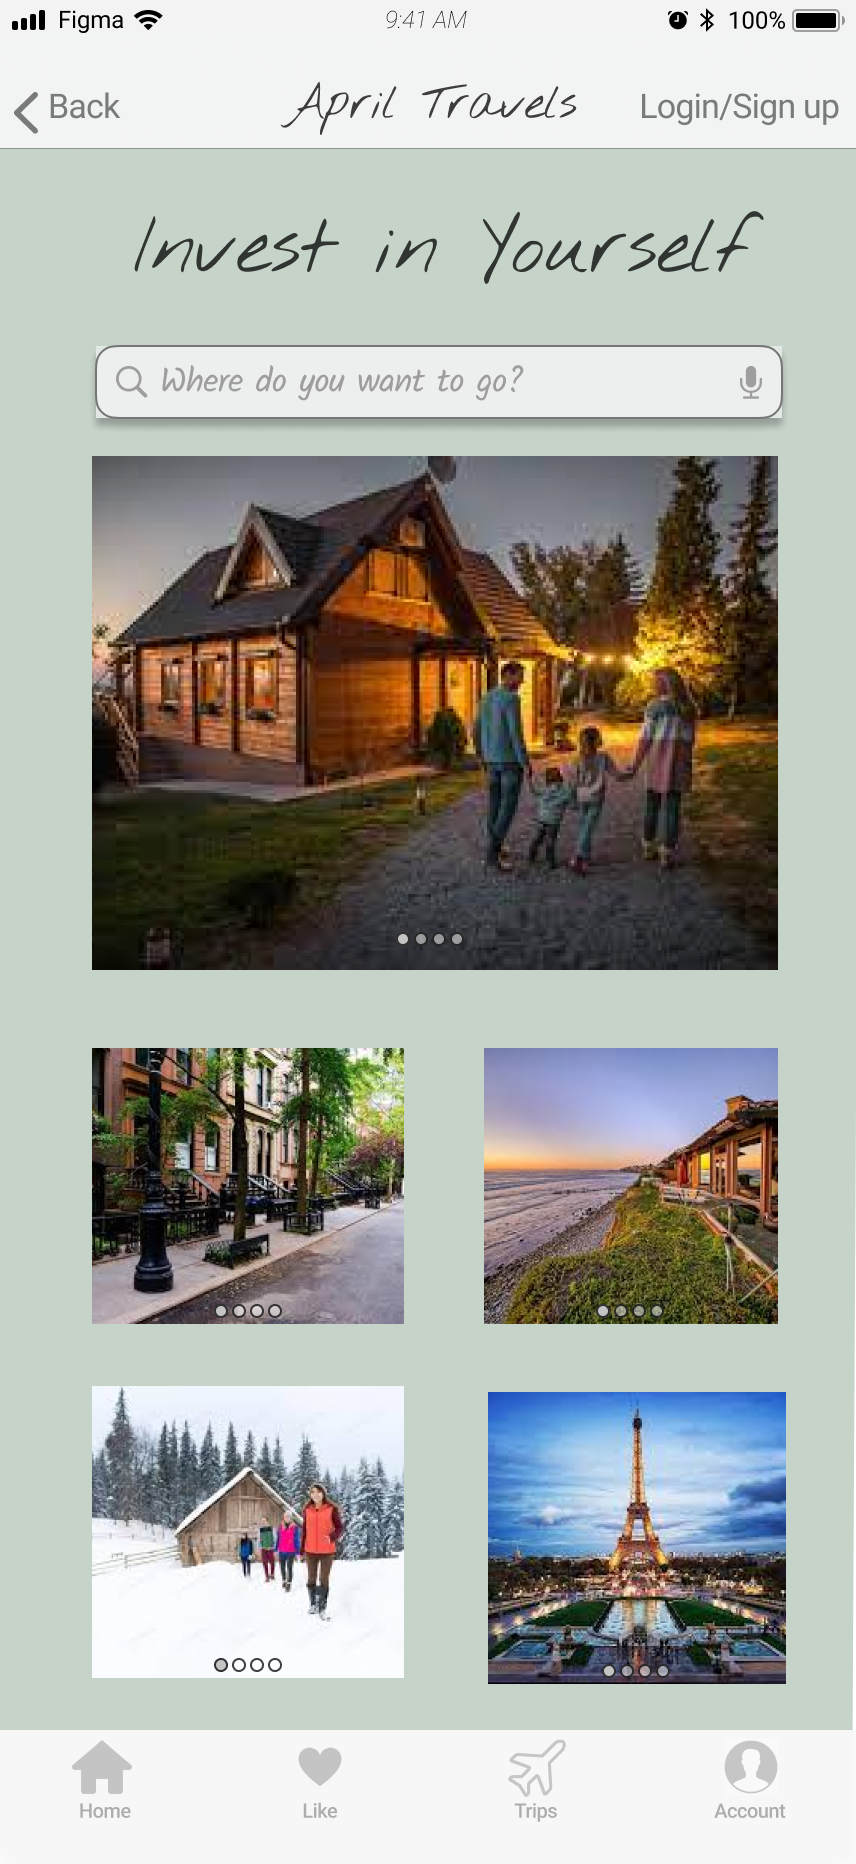 Figma 9:41 AM 100%
Back April Travels Login/Sign up
Invest in Yourself
Where do you want to go?
Home Like Trips Account